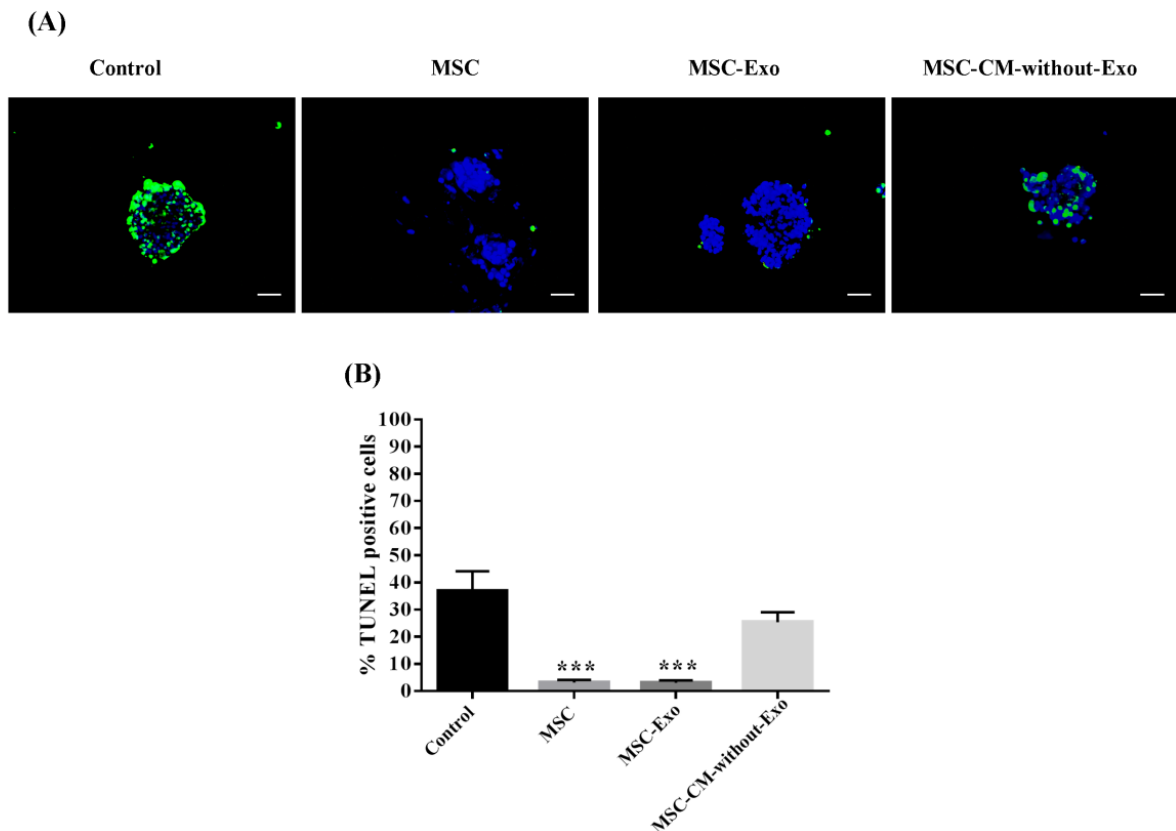 (A)
Control MSC MSC-Exo MSC-CM-without-Exo
(B)
% TUNEL positive cells
100
90
80
70
60
50
40
30
20
10
0
*** ***
Control MSC MSC-Exo MSC-CM-without-Exo